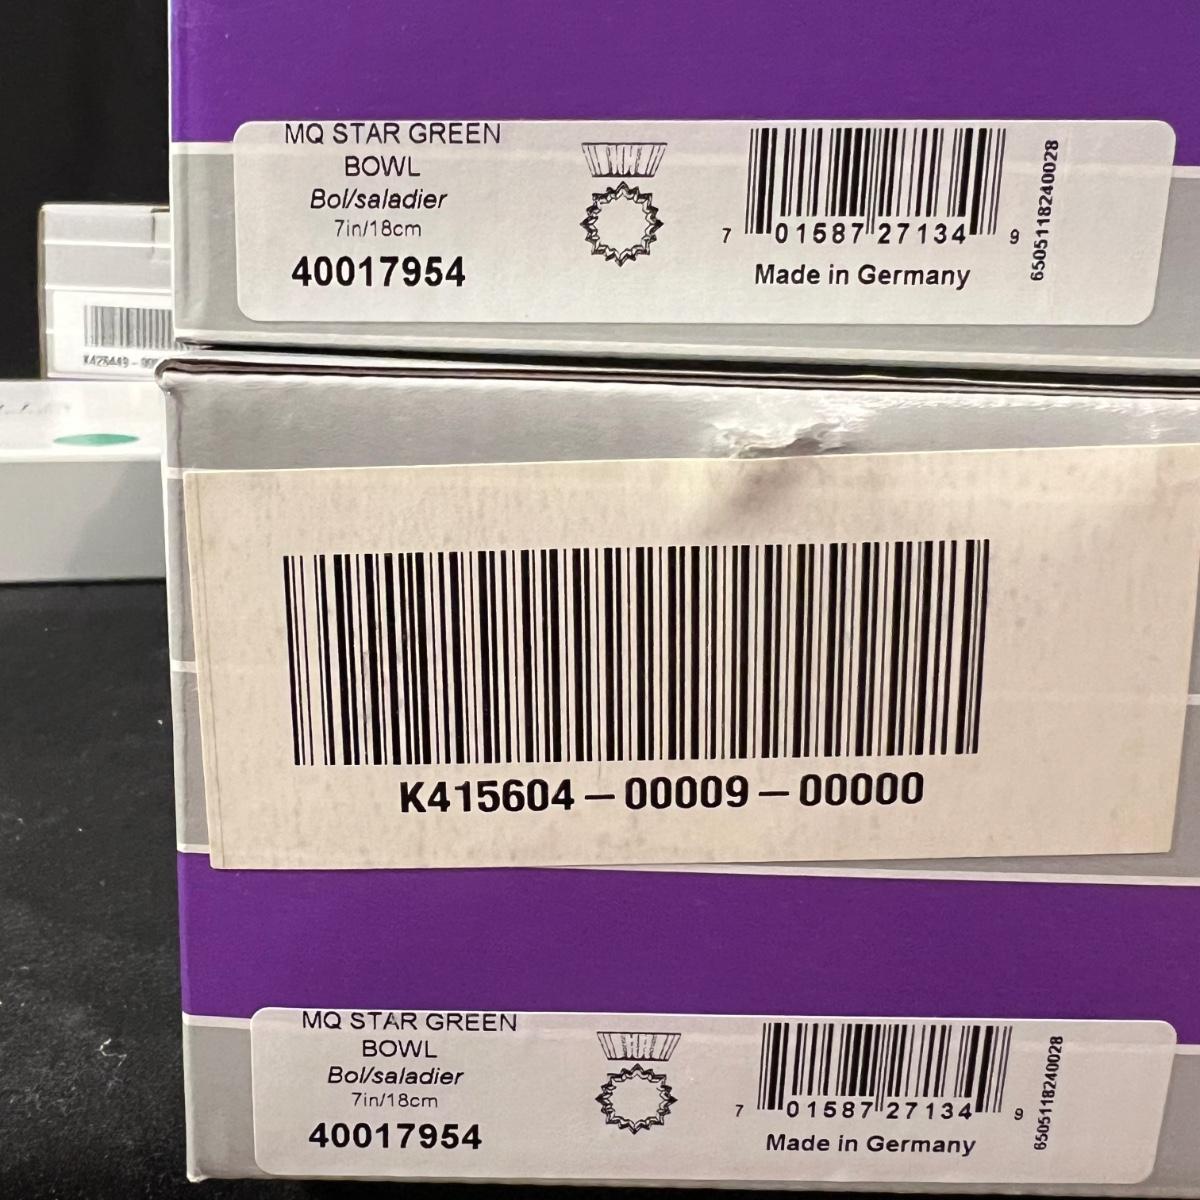 MQ STAR GREEN
BOWL
Bol/saladier
7in/18cm
40017954
7 01587 27134 9
Made in Germany
6505118240028
K415604-00009-00000
MQ STAR GREEN
BOWL
Bol/saladier
7in/18cm
40017954
7 01587 27134 9
Made in Germany
6505118240028